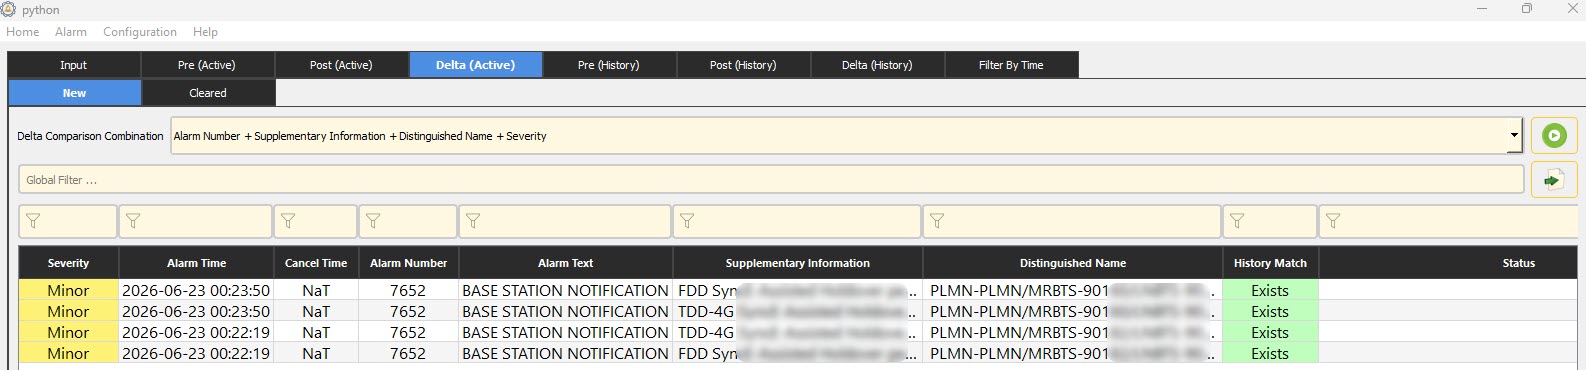 python
Home Alarm Configuration Help
Input Pre (Active) Post (Active) Delta (Active) Pre (History) Post (History) Delta (History) Filter By Time
New Cleared
Delta Comparison Combination Alarm Number + Supplementary Information + Distinguished Name + Severity
Global Filter ...
Severity Alarm Time Cancel Time Alarm Number Alarm Text Supplementary Information Distinguished Name History Match Status
Minor 2026-06-23 00:23:50 NaT 7652 BASE STATION NOTIFICATION FDD ... PLMN-PLMN/MRBTS-901 Exists
Minor 2026-06-23 00:23:50 NaT 7652 BASE STATION NOTIFICATION TDD-4G ... PLMN-PLMN/MRBTS-901 Exists
Minor 2026-06-23 00:22:19 NaT 7652 BASE STATION NOTIFICATION TDD-4G ... PLMN-PLMN/MRBTS-901 Exists
Minor 2026-06-23 00:22:19 NaT 7652 BASE STATION NOTIFICATION FDD ... PLMN-PLMN/MRBTS-901 Exists